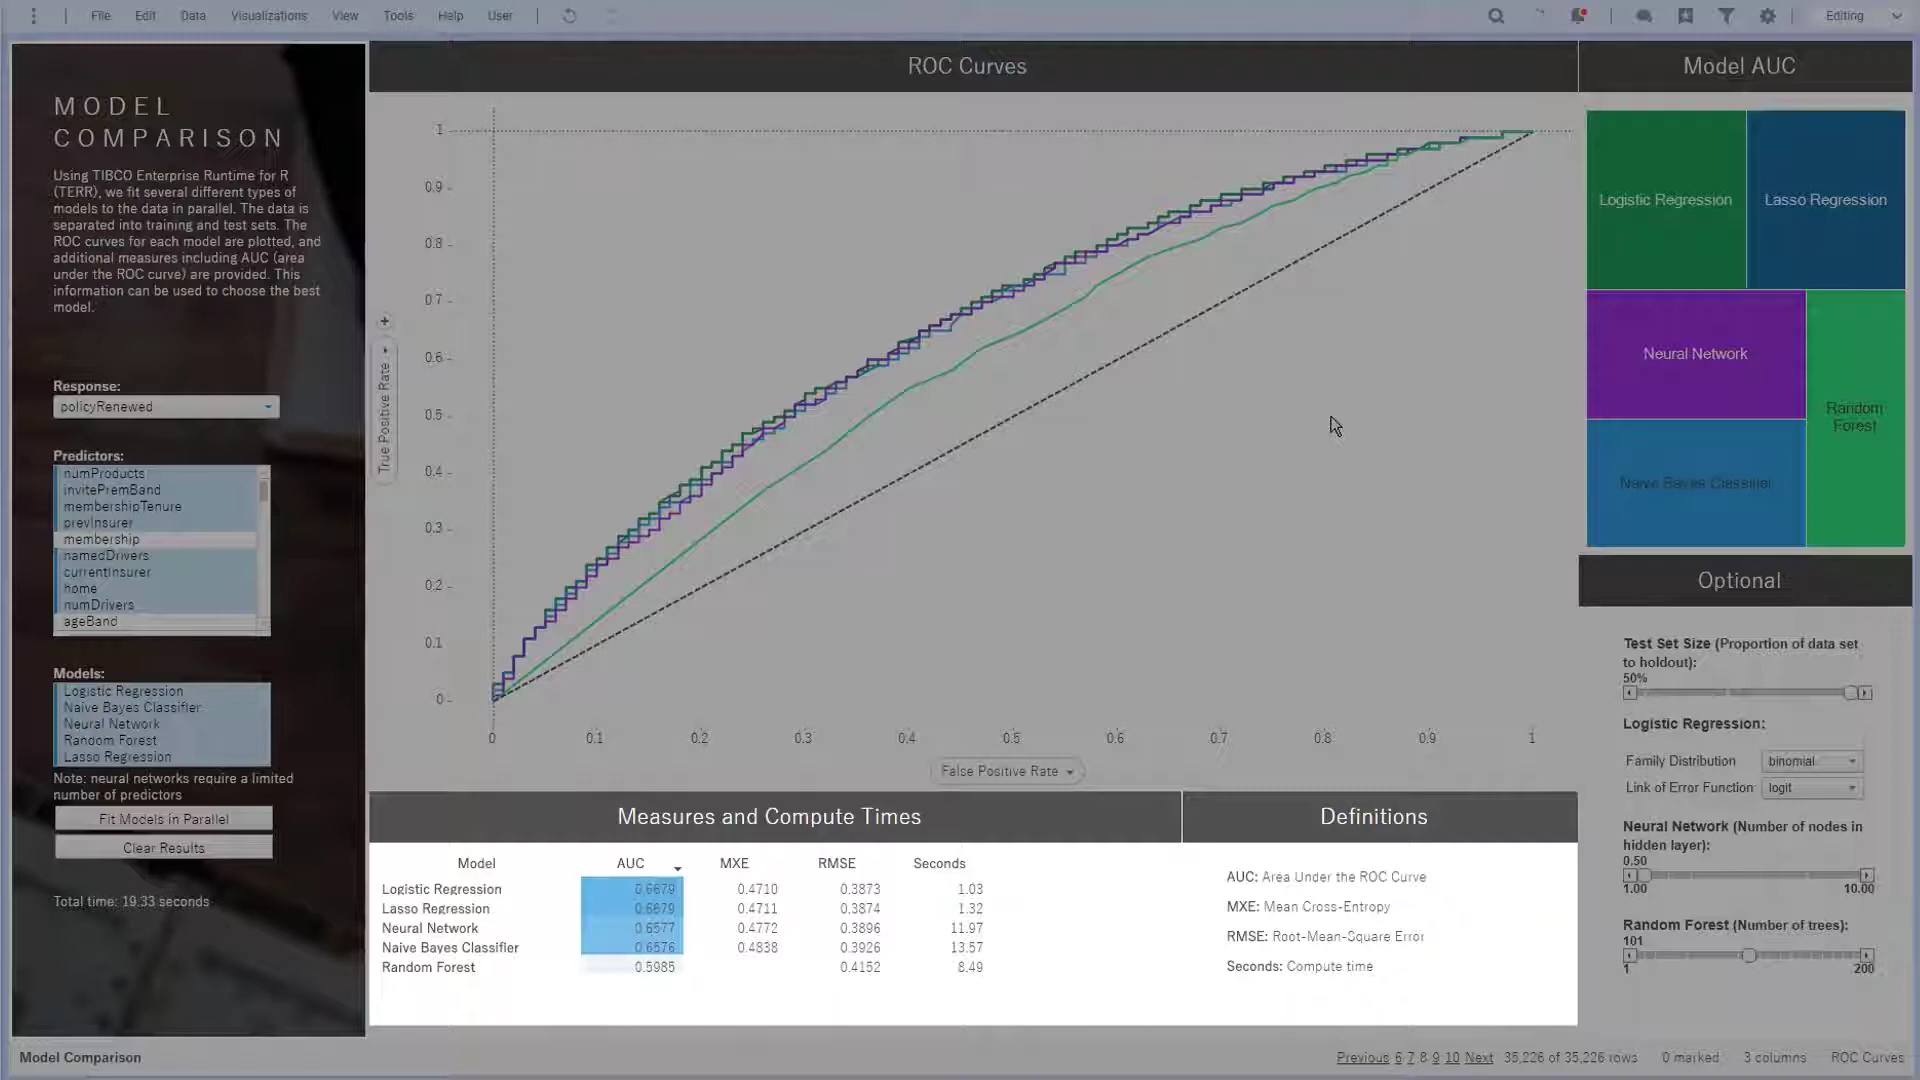 File Edit Data Visualizations View Tools Help User Editing
MODEL
COMPARISON
Using TIBCO Enterprise Runtime for R
(TERR), we fit several different types of
models to the data in parallel. The data is
separated into training and test sets. The
ROC curves for each model are plotted, and
additional measures including AUC (area
under the ROC curve) are provided. This
information can be used to choose the best
model.
Response:
policyRenewed
Predictors:
numProducts
invitePremBand
membershipTenure
prevInsurer
membership
namedDrivers
currentInsurer
home
numDrivers
ageBand
Models:
Logistic Regression
Naive Bayes Classifier
Neural Network
Random Forest
Lasso Regression
Note: neural networks require a limited
number of predictors
Fit Models in Parallel
Clear Results
Total time: 19.33 seconds
ROC Curves
True Positive Rate
1
0.9
0.8
0.7
0.6
0.5
0.4
0.3
0.2
0.1
0
0 0.1 0.2 0.3 0.4 0.5 0.6 0.7 0.8 0.9 1
False Positive Rate
Model AUC
Logistic Regression
Lasso Regression
Neural Network
Random
Forest
Naive Bayes Classifier
Measures and Compute Times
Model AUC MXE RMSE Seconds
Logistic Regression 0.6679 0.4710 0.3873 1.03
Lasso Regression 0.6679 0.4711 0.3874 1.32
Neural Network 0.6577 0.4772 0.3896 11.97
Naive Bayes Classifier 0.6576 0.4838 0.3926 13.57
Random Forest 0.5985 0.4152 8.49
Definitions
AUC: Area Under the ROC Curve
MXE: Mean Cross-Entropy
RMSE: Root-Mean-Square Error
Seconds: Compute time
Optional
Test Set Size (Proportion of data set
to holdout):
50%
Logistic Regression:
Family Distribution binomial
Link of Error Function logit
Neural Network (Number of nodes in
hidden layer):
0.50
1.00 10.00
Random Forest (Number of trees):
101
1 200
Model Comparison
Previous 6 7 8 9 10 Next 35,226 of 35,226 rows 0 marked 3 columns ROC Curves